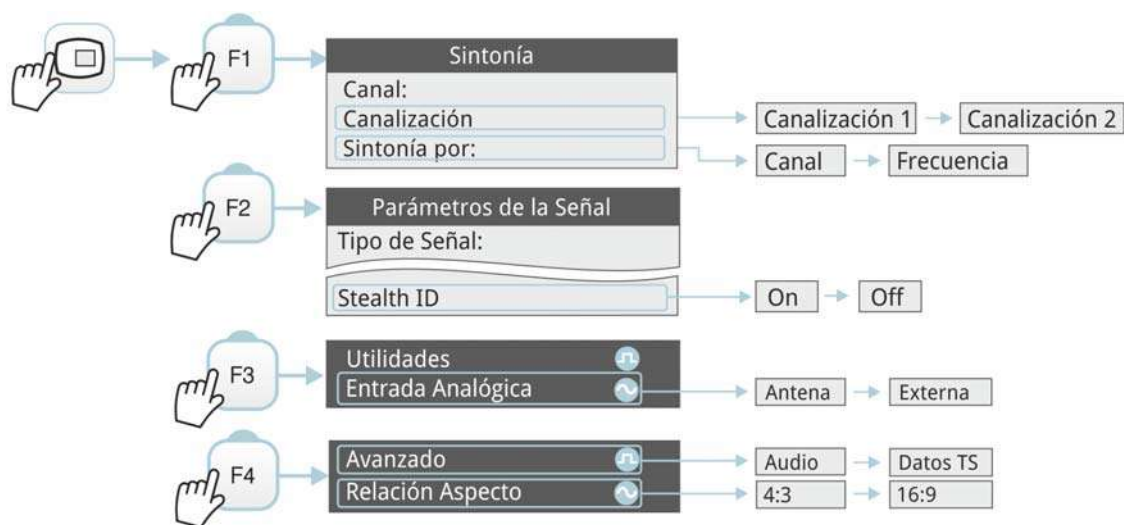 F1
Sintonía
Canal:
Canalización
Canalización 1
Canalización 2
Sintonía por:
Canal
Frecuencia
F2
Parámetros de la Señal
Tipo de Señal:
Stealth ID
On
Off
F3
Utilidades
Entrada Analógica
Antena
Externa
F4
Avanzado
Audio
Datos TS
Relación Aspecto
4:3
16:9